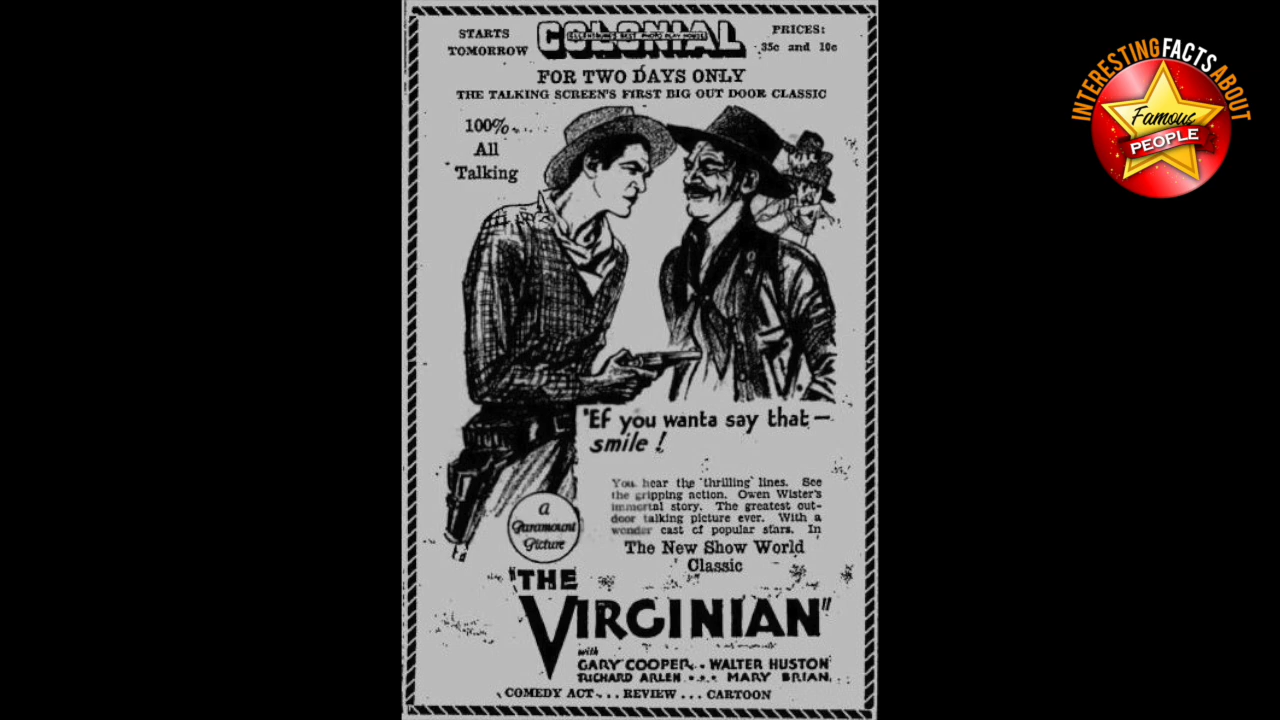 STARTS
TOMORROW
COLONIAL
PRICES:
35c and 10c
FOR TWO DAYS ONLY
THE TALKING SCREEN'S FIRST BIG OUT DOOR CLASSIC
100%
All
Talking
"Ef you wanta say that—
smile!
You hear the thrilling lines. See
the gripping action. Owen Wister's
immortal story. The greatest out-
door talking picture ever. With a
wonder cast of popular stars. In
The New Show World
Classic
a
Paramount
Picture
"THE
VIRGINIAN"
with
GARY COOPER - WALTER HUSTON
RICHARD ARLEN ... MARY BRIAN
COMEDY ACT ... REVIEW ... CARTOON
INTERESTING FACTS ABOUT
Famous
PEOPLE